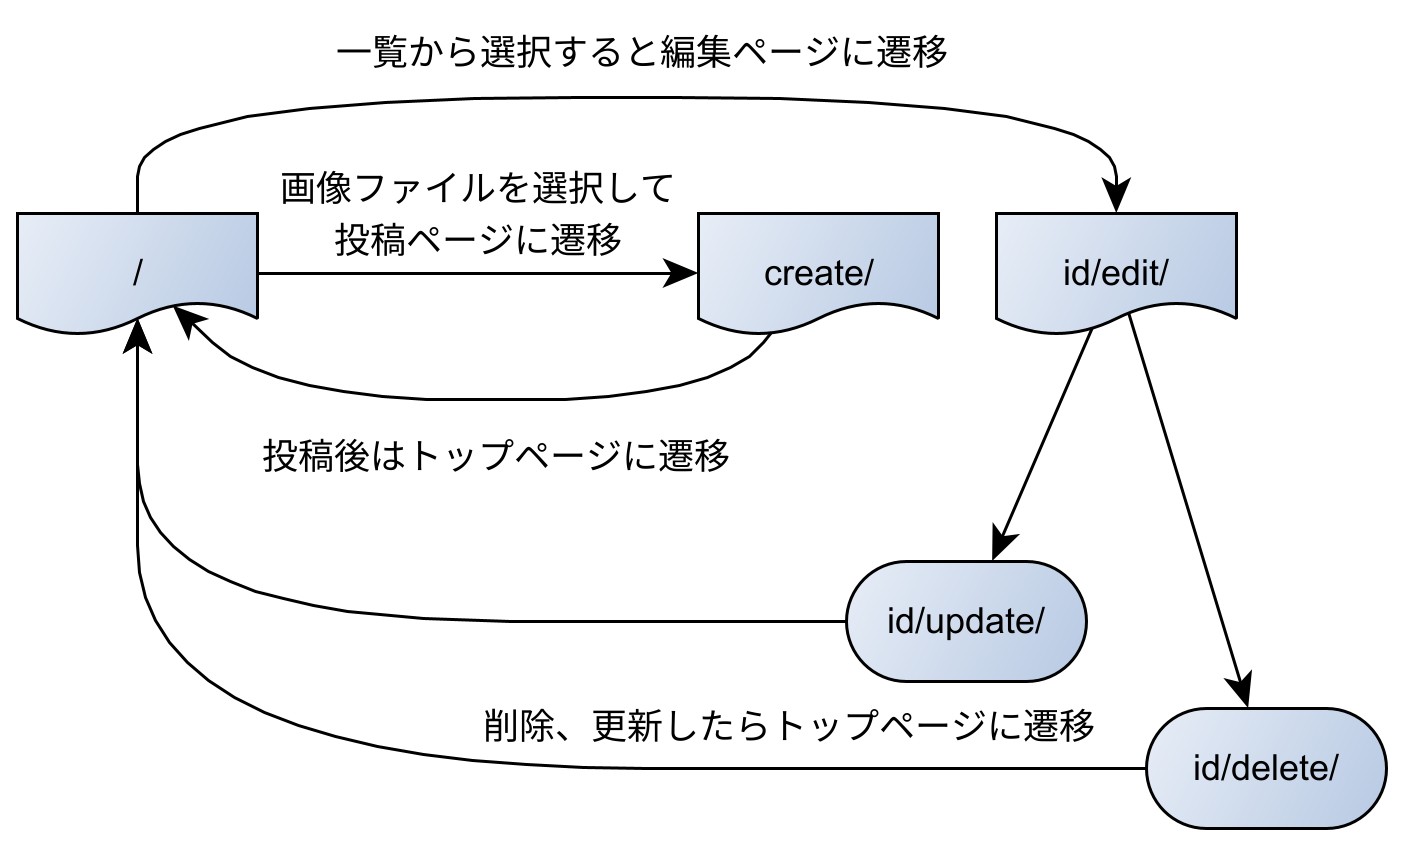 一覧から選択すると編集ページに遷移
画像ファイルを選択して
投稿ページに遷移
/
create/
id/edit/
投稿後はトップページに遷移
id/update/
削除、更新したらトップページに遷移
id/delete/